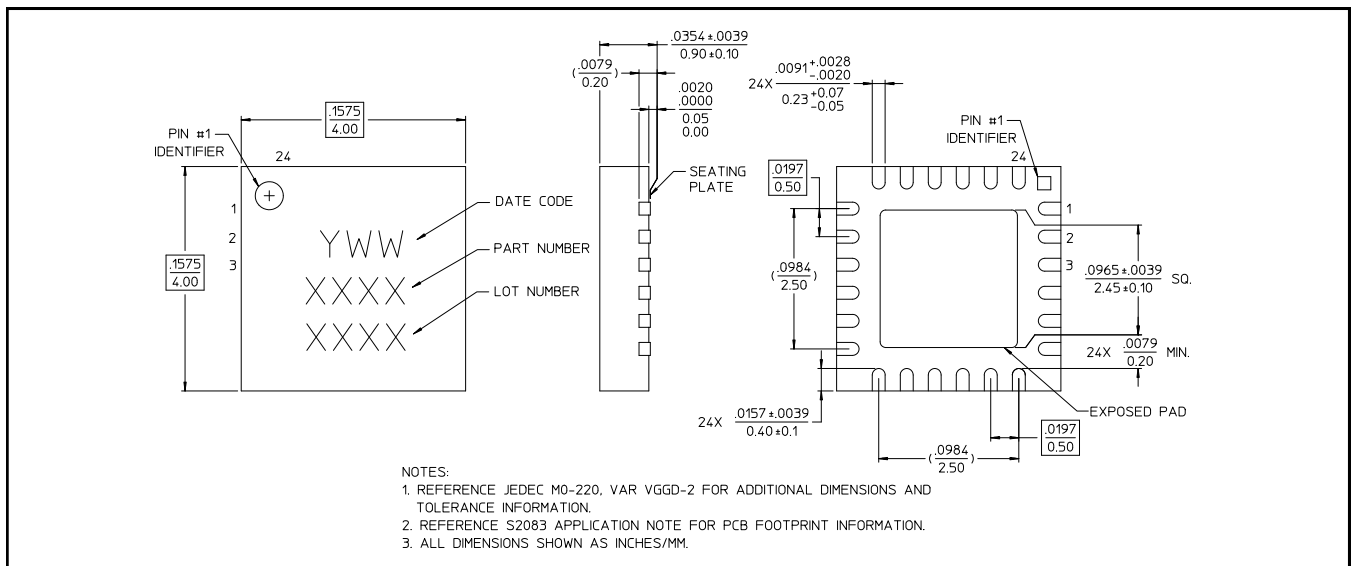 .1575
4.00
PIN #1
IDENTIFIER
24
1
2
3
.1575
4.00
YWW
XXXX
XXXX
DATE CODE
PART NUMBER
LOT NUMBER
.0354±.0039
0.90±0.10
(.0079)
0.20
.0020
.0000
0.05
0.00
SEATING
PLATE
24X .0091 +.0028
-.0020
0.23 +0.07
-0.05
PIN #1
IDENTIFIER
24
.0197
0.50
1
2
3
(.0984)
2.50
.0965±.0039
2.45±0.10 SQ.
24X .0079 MIN.
0.20
24X .0157±.0039
0.40±0.1
EXPOSED PAD
.0197
0.50
(.0984)
2.50
NOTES:
1. REFERENCE JEDEC MO-220, VAR VGGD-2 FOR ADDITIONAL DIMENSIONS AND
TOLERANCE INFORMATION.
2. REFERENCE S2083 APPLICATION NOTE FOR PCB FOOTPRINT INFORMATION.
3. ALL DIMENSIONS SHOWN AS INCHES/MM.